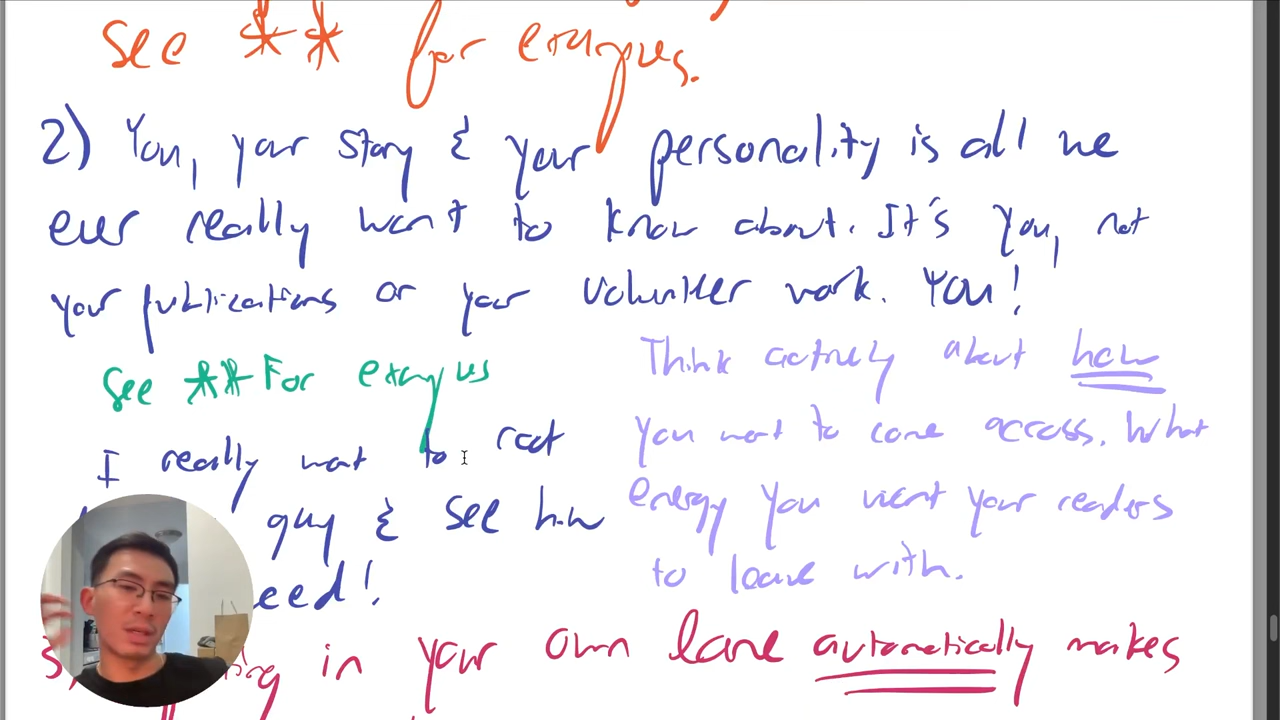 See ** for examples.
2) You, your story & your personality is all we
ever really want to know about. It's you, not
your publications or your volunteer work. You!
See ** For examples
I really want to root
guy & see how
eed!
Think actively about how
you want to come across. What
energy you want your readers
to leave with.
3)
ing in your own lane automatically makes